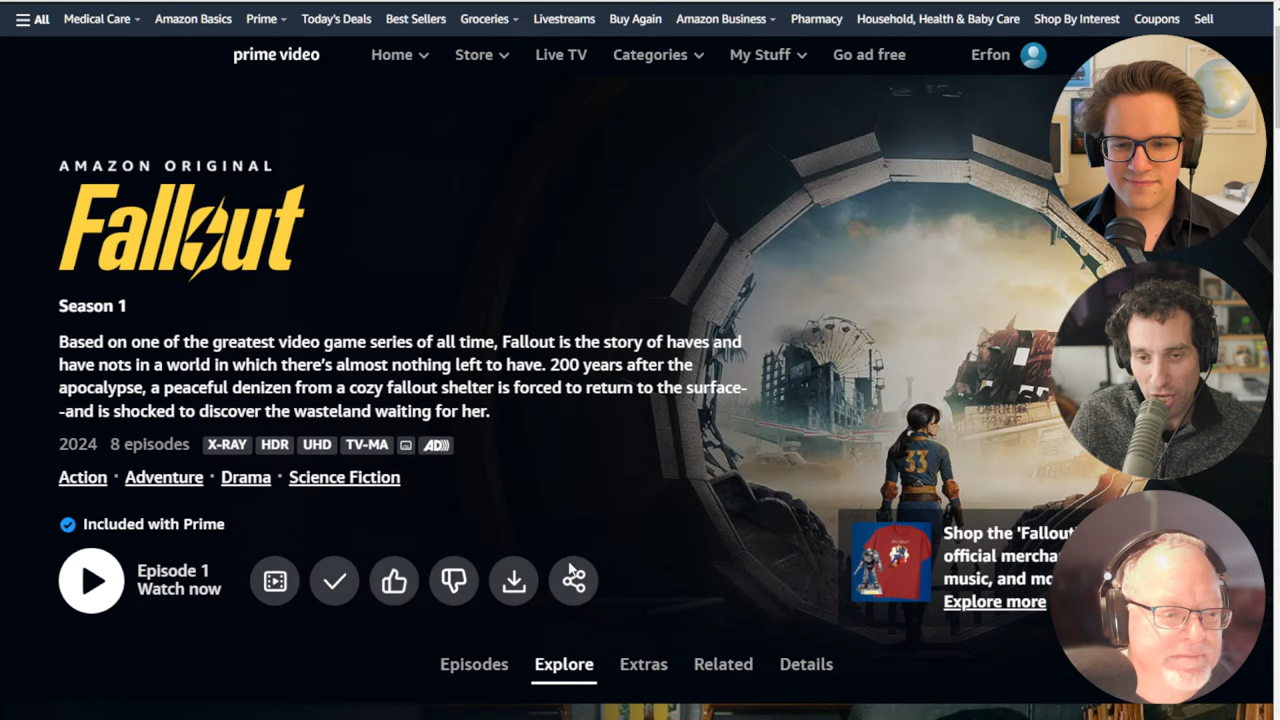 All Medical Care Amazon Basics Prime Today's Deals Best Sellers Groceries Livestreams Buy Again Amazon Business Pharmacy Household, Health & Baby Care Shop By Interest Coupons Sell
prime video Home Store Live TV Categories My Stuff Go ad free Erfon
AMAZON ORIGINAL
Fallout
Season 1
Based on one of the greatest video game series of all time, Fallout is the story of haves and
have nots in a world in which there's almost nothing left to have. 200 years after the
apocalypse, a peaceful denizen from a cozy fallout shelter is forced to return to the surface-
-and is shocked to discover the wasteland waiting for her.
2024 8 episodes X-RAY HDR UHD TV-MA AD
Action · Adventure · Drama · Science Fiction
Included with Prime
Episode 1
Watch now
33
Shop the 'Fallout'
official mercha
music, and mo
Explore more
Episodes Explore Extras Related Details